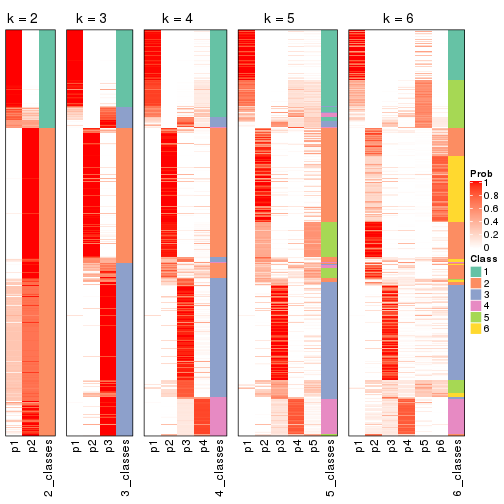 k = 2
k = 3
k = 4
k = 5
k = 6
Prob
1
0.8
0.6
0.4
0.2
0
Class
1
2
3
4
5
6
p1
p2
2_classes
p1
p2
p3
3_classes
p1
p2
p3
p4
4_classes
p1
p2
p3
p4
p5
5_classes
p1
p2
p3
p4
p5
p6
6_classes